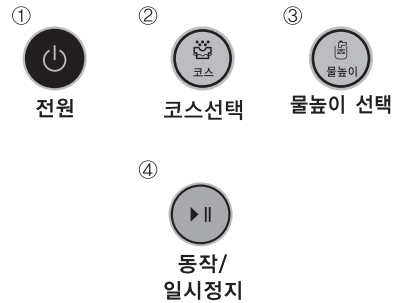 ① ② ③
코스 물높이
전원 코스선택 물높이 선택
④
동작/
일시정지